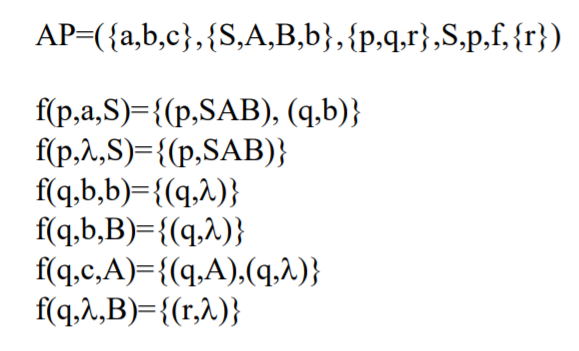 AP=({a,b,c},{S,A,B,b},{p,q,r},S,p,f,{r})
f(p,a,S)={(p,SAB), (q,b)}
f(p,λ,S)={(p,SAB)}
f(q,b,b)={(q,λ)}
f(q,b,B)={(q,λ)}
f(q,c,A)={(q,A),(q,λ)}
f(q,λ,B)={(r,λ)}